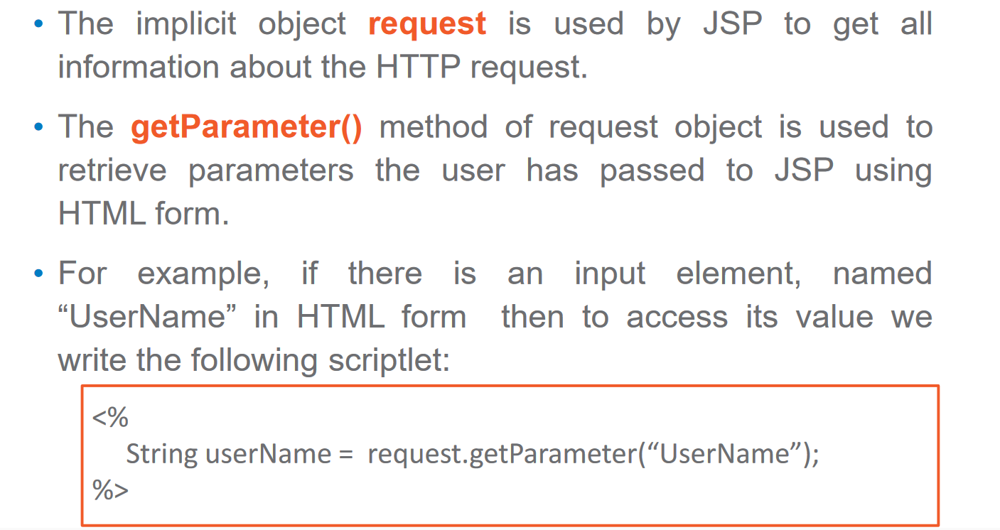 • The implicit object request is used by JSP to get all
information about the HTTP request.
• The getParameter() method of request object is used to
retrieve parameters the user has passed to JSP using
HTML form.
• For example, if there is an input element, named
“UserName” in HTML form then to access its value we
write the following scriptlet:
<%
String userName = request.getParameter(“UserName”);
%>